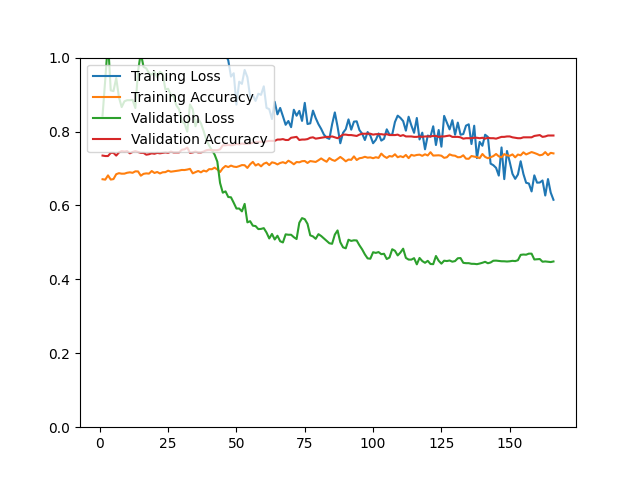 1.0
0.8
0.6
0.4
0.2
0.0
Training Loss
Training Accuracy
Validation Loss
Validation Accuracy
0 25 50 75 100 125 150